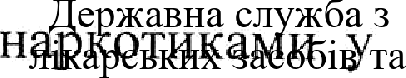 Державна служба з
наркотиками у
лікарських засобів та